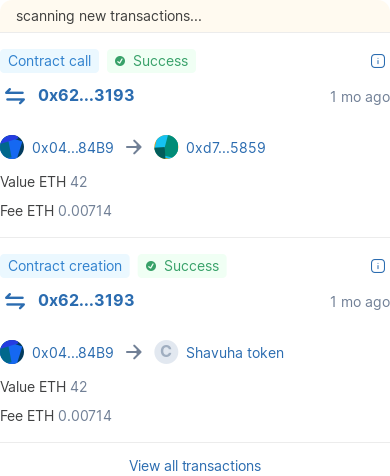 scanning new transactions...
Contract call Success
0x62...3193 1 mo ago
0x04...84B9 → 0xd7...5859
Value ETH 42
Fee ETH 0.00714
Contract creation Success
0x62...3193 1 mo ago
0x04...84B9 → C Shavuha token
Value ETH 42
Fee ETH 0.00714
View all transactions